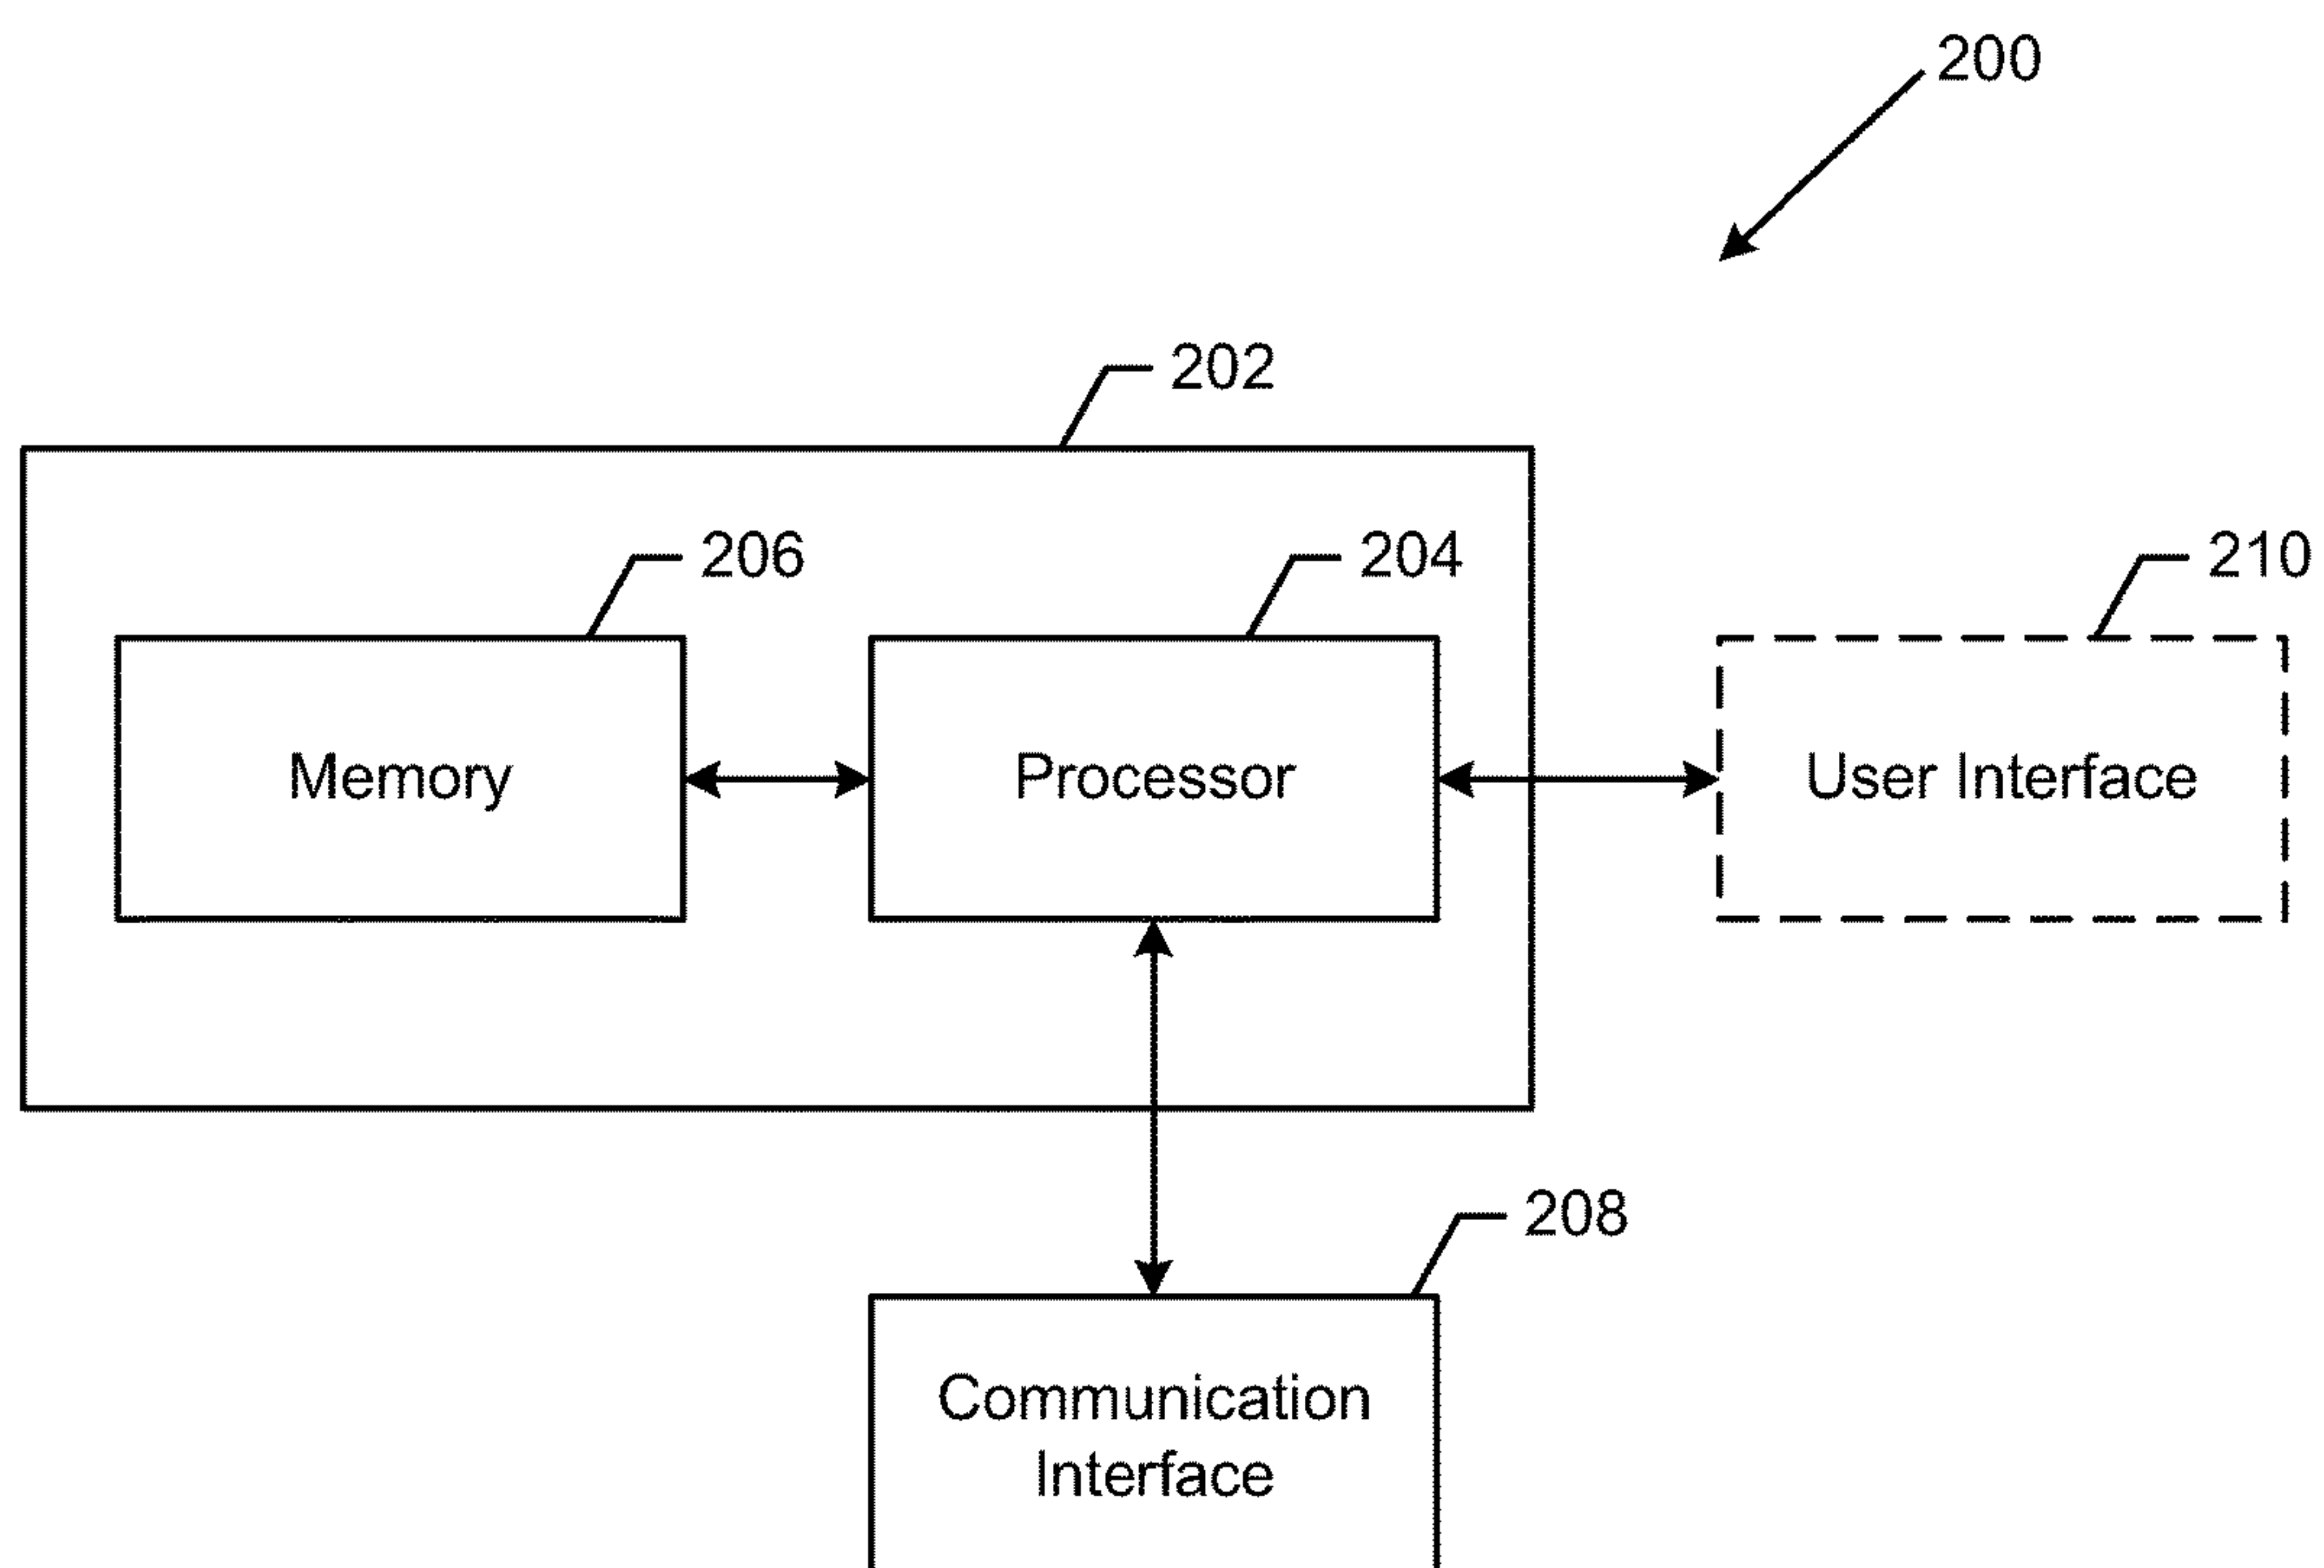 200
202
206
204
210
Memory
Processor
User Interface
208
Communication
Interface